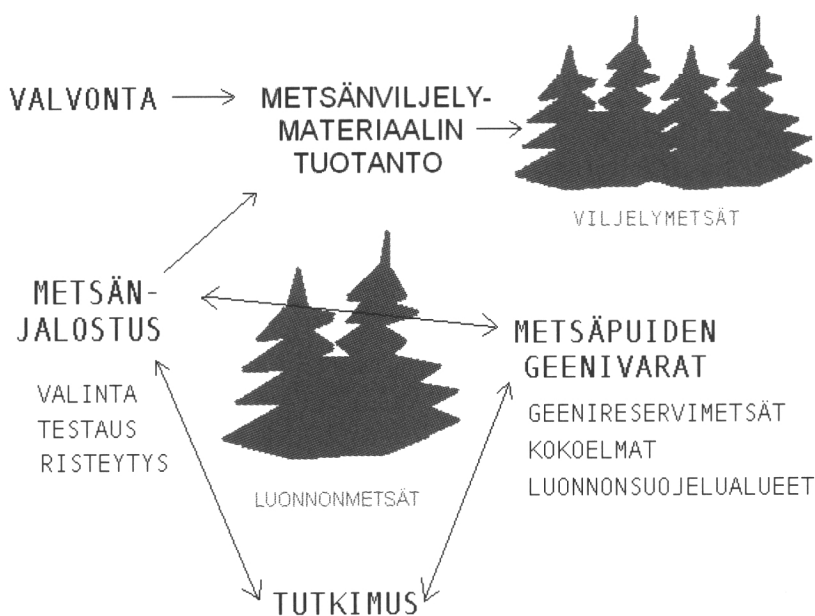 VALVONTA
METSÄNVILJELY-
MATERIAALIN
TUOTANTO
VILJELYMETSÄT
METSÄN-
JALOSTUS
VALINTA
TESTAUS
RISTEYTYS
LUONNONMETSÄT
METSÄPUIDEN
GEENIVARAT
GEENIRESERVIMETSÄT
KOKOELMAT
LUONNONSUOJELUALUEET
TUTKIMUS